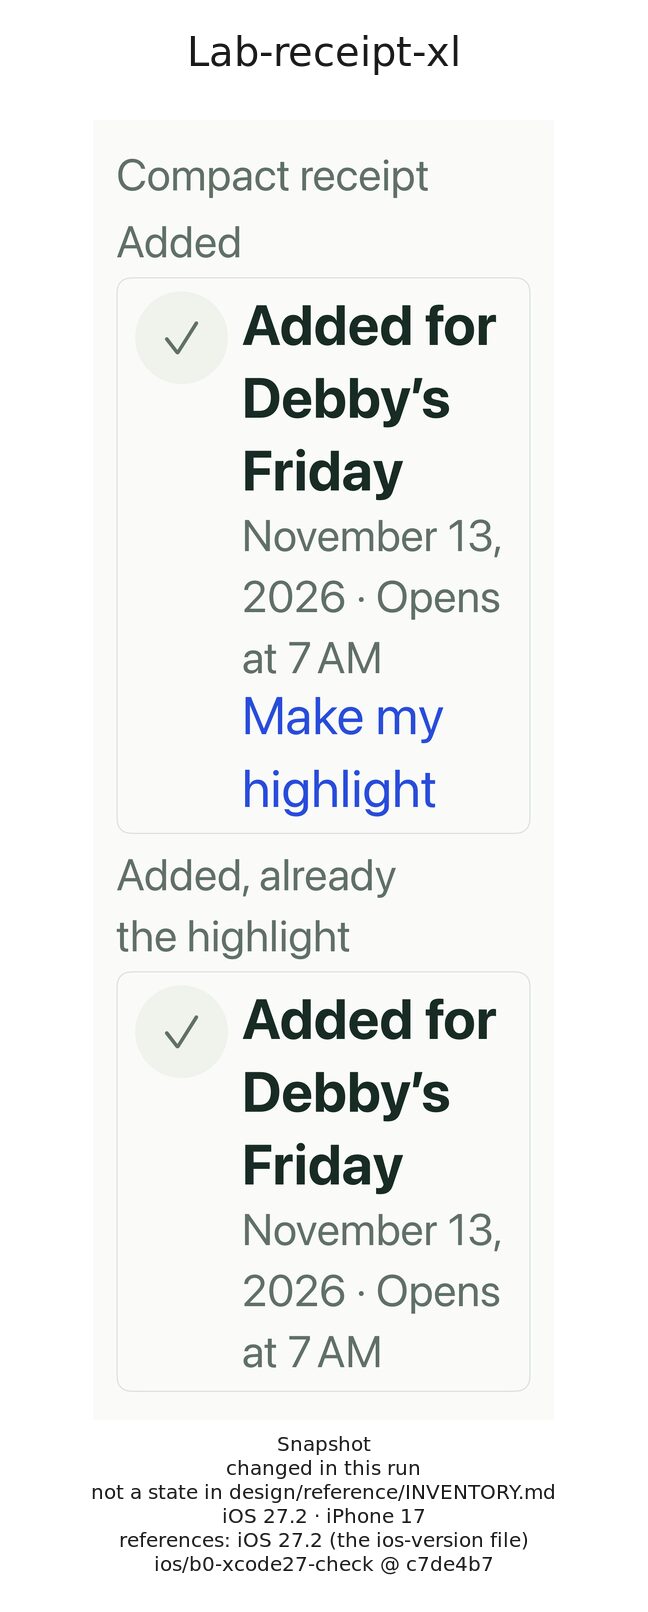 Lab-receipt-xl
Compact receipt
Added
Added for
Debby’s
Friday
November 13,
2026 · Opens
at 7 AM
Make my
highlight
Added, already
the highlight
Added for
Debby’s
Friday
November 13,
2026 · Opens
at 7 AM
Snapshot
changed in this run
not a state in design/reference/INVENTORY.md
iOS 27.2 · iPhone 17
references: iOS 27.2 (the ios-version file)
ios/b0-xcode27-check @ c7de4b7